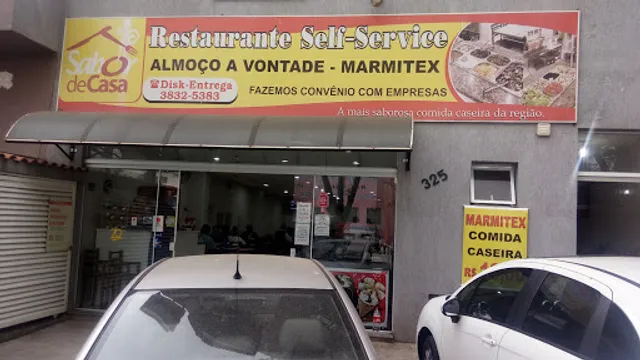 Sabor
de Casa
Restaurante Self-Service
ALMOÇO A VONTADE - MARMITEX
Disk-Entrega
3832-5383
FAZEMOS CONVÊNIO COM EMPRESAS
A mais saborosa comida caseira da região.
325
MARMITEX
COMIDA
CASEIRA
R$